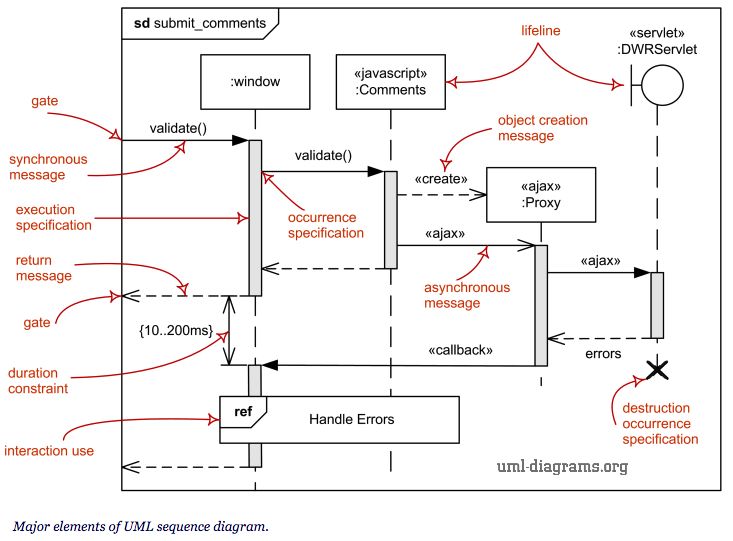 sd submit_comments
lifeline
«servlet»
:DWRServlet
:window
«javascript»
:Comments
gate
validate()
object creation
message
synchronous
message
validate()
«create»
«ajax»
:Proxy
execution
specification
occurrence
specification
«ajax»
return
message
asynchronous
message
«ajax»
gate
{10..200ms}
«callback»
errors
duration
constraint
ref
Handle Errors
destruction
occurrence
specification
interaction use
uml-diagrams.org
Major elements of UML sequence diagram.